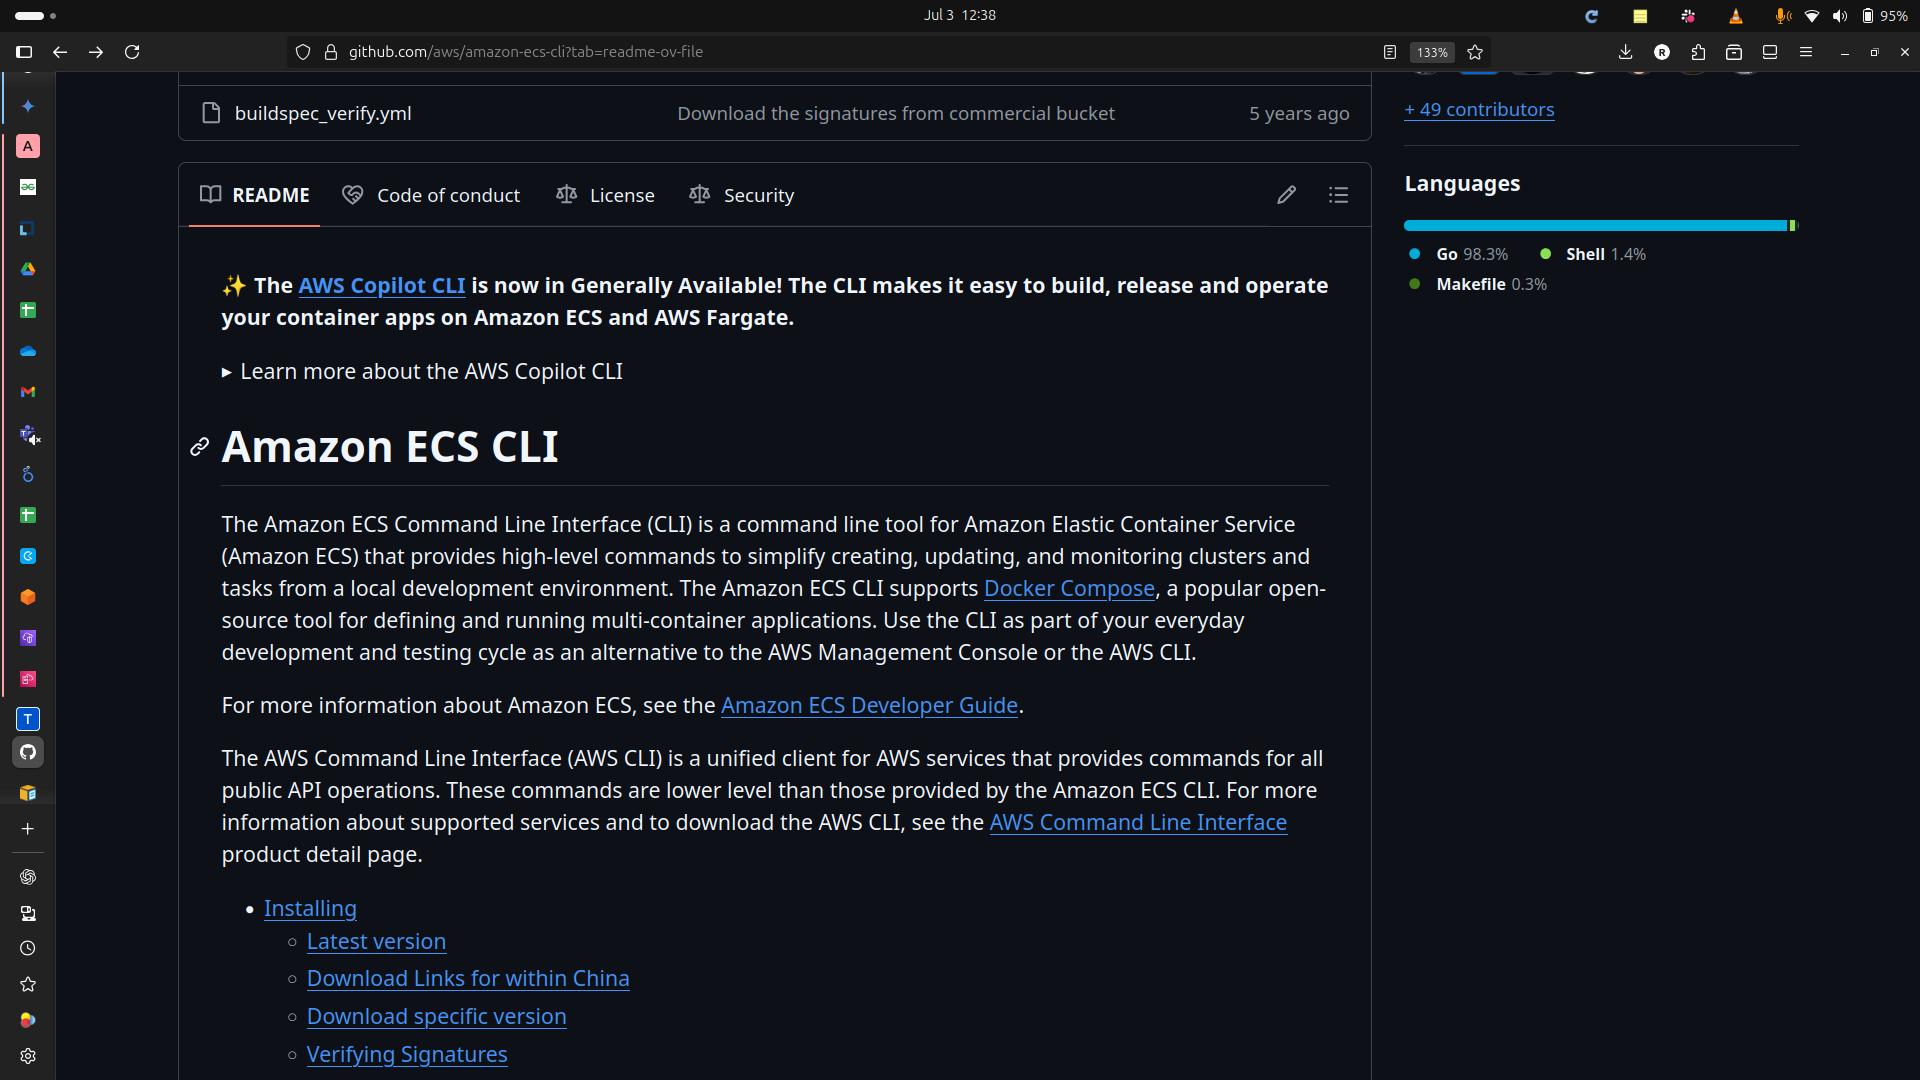 Jul 3 12:38
95%
github.com/aws/amazon-ecs-cli?tab=readme-ov-file
133%
buildspec_verify.yml
Download the signatures from commercial bucket
5 years ago
+ 49 contributors
README
Code of conduct
License
Security
Languages
Go 98.3%
Shell 1.4%
Makefile 0.3%
✨ The AWS Copilot CLI is now in Generally Available! The CLI makes it easy to build, release and operate
your container apps on Amazon ECS and AWS Fargate.
▸ Learn more about the AWS Copilot CLI
Amazon ECS CLI
The Amazon ECS Command Line Interface (CLI) is a command line tool for Amazon Elastic Container Service
(Amazon ECS) that provides high-level commands to simplify creating, updating, and monitoring clusters and
tasks from a local development environment. The Amazon ECS CLI supports Docker Compose, a popular open-
source tool for defining and running multi-container applications. Use the CLI as part of your everyday
development and testing cycle as an alternative to the AWS Management Console or the AWS CLI.
For more information about Amazon ECS, see the Amazon ECS Developer Guide.
The AWS Command Line Interface (AWS CLI) is a unified client for AWS services that provides commands for all
public API operations. These commands are lower level than those provided by the Amazon ECS CLI. For more
information about supported services and to download the AWS CLI, see the AWS Command Line Interface
product detail page.
• Installing
○ Latest version
○ Download Links for within China
○ Download specific version
○ Verifying Signatures
A
T
R